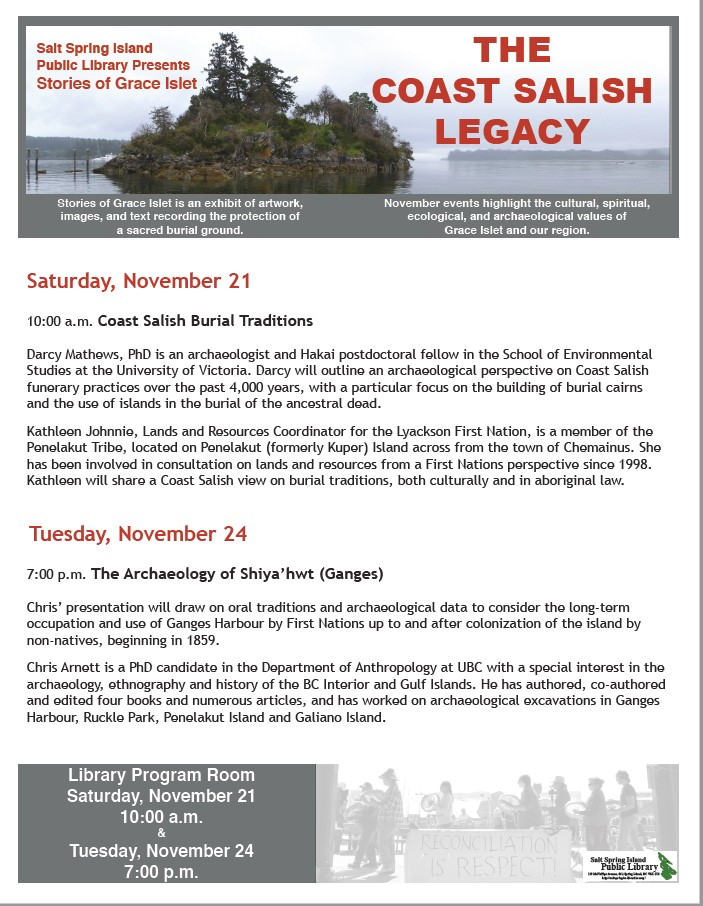 Salt Spring Island
Public Library Presents
Stories of Grace Islet
THE
COAST SALISH
LEGACY
Stories of Grace Islet is an exhibit of artwork,
images, and text recording the protection of
a sacred burial ground.
November events highlight the cultural, spiritual,
ecological, and archaeological values of
Grace Islet and our region.
Saturday, November 21
10:00 a.m. Coast Salish Burial Traditions
Darcy Mathews, PhD is an archaeologist and Hakai postdoctoral fellow in the School of Environmental
Studies at the University of Victoria. Darcy will outline an archaeological perspective on Coast Salish
funerary practices over the past 4,000 years, with a particular focus on the building of burial cairns
and the use of islands in the burial of the ancestral dead.
Kathleen Johnnie, Lands and Resources Coordinator for the Lyackson First Nation, is a member of the
Penelakut Tribe, located on Penelakut (formerly Kuper) Island across from the town of Chemainus. She
has been involved in consultation on lands and resources from a First Nations perspective since 1998.
Kathleen will share a Coast Salish view on burial traditions, both culturally and in aboriginal law.
Tuesday, November 24
7:00 p.m. The Archaeology of Shiya’hwt (Ganges)
Chris’ presentation will draw on oral traditions and archaeological data to consider the long-term
occupation and use of Ganges Harbour by First Nations up to and after colonization of the island by
non-natives, beginning in 1859.
Chris Arnett is a PhD candidate in the Department of Anthropology at UBC with a special interest in the
archaeology, ethnography and history of the BC Interior and Gulf Islands. He has authored, co-authored
and edited four books and numerous articles, and has worked on archaeological excavations in Ganges
Harbour, Ruckle Park, Penelakut Island and Galiano Island.
Library Program Room
Saturday, November 21
10:00 a.m.
&
Tuesday, November 24
7:00 p.m.
RECONCILIATION
IS RESPECT!
Salt Spring Island
Public Library